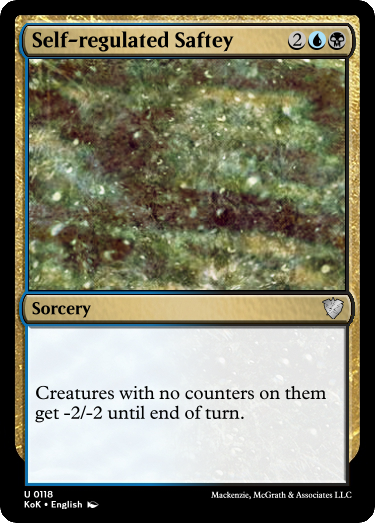 Self-regulated Saftey 2
Sorcery
Creatures with no counters on them
get -2/-2 until end of turn.
U 0118
KoK • English
Mackenzie, McGrath & Associates LLC